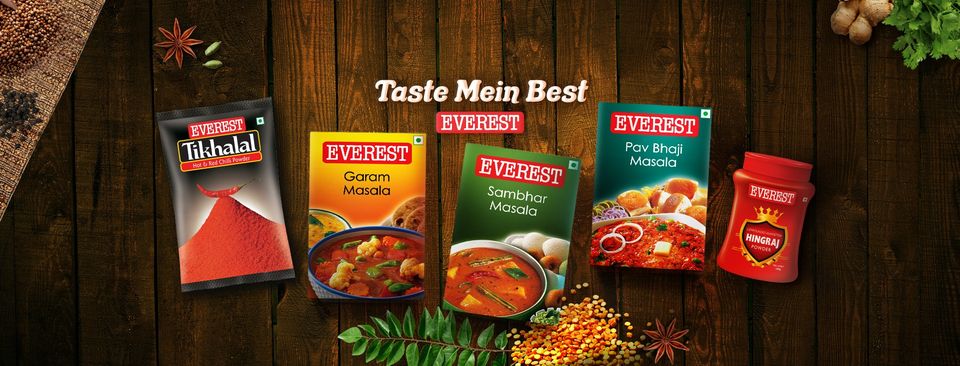 Taste Mein Best
EVEREST
EVEREST
Tikhalal
Hot & Red Chilli Powder
EVEREST
Garam
Masala
EVEREST
Sambhar
Masala
EVEREST
Pav Bhaji
Masala
EVEREST
HINGRAJ
POWDER